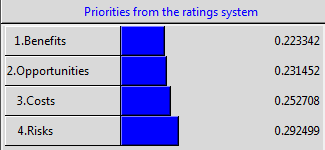 Priorities from the ratings system
1.Benefits 0.223342
2.Opportunities 0.231452
3.Costs 0.252708
4.Risks 0.292499